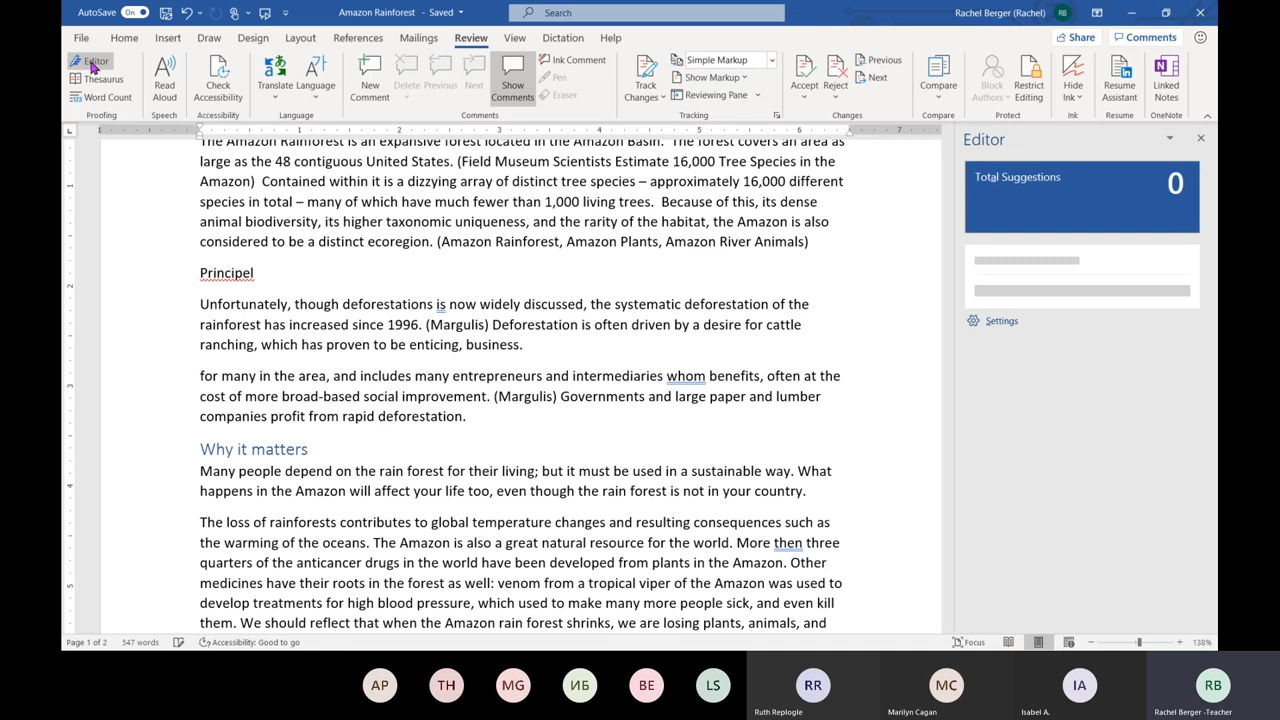 AutoSave On Amazon Rainforest - Saved Search Rachel Berger (Rachel) RB
File Home Insert Draw Design Layout References Mailings Review View Dictation Help Share Comments
Editor
Thesaurus
Word Count
Proofing
Read Aloud
Speech
Check Accessibility
Accessibility
Translate Language
Language
New Comment Delete Previous Next Show Comments
Ink Comment
Pen
Eraser
Comments
Track Changes
Simple Markup
Show Markup
Reviewing Pane
Tracking
Accept Reject
Previous
Next
Changes
Compare
Compare
Block Authors Restrict Editing
Protect
Hide Ink
Ink
Resume Assistant
Resume
Linked Notes
OneNote
1 1 2 3 4 5 6 7
1
2
3
4
5
The Amazon Rainforest is an expansive forest located in the Amazon Basin. The forest covers an area as
large as the 48 contiguous United States. (Field Museum Scientists Estimate 16,000 Tree Species in the
Amazon) Contained within it is a dizzying array of distinct tree species – approximately 16,000 different
species in total – many of which have much fewer than 1,000 living trees. Because of this, its dense
animal biodiversity, its higher taxonomic uniqueness, and the rarity of the habitat, the Amazon is also
considered to be a distinct ecoregion. (Amazon Rainforest, Amazon Plants, Amazon River Animals)
Principel
Unfortunately, though deforestations is now widely discussed, the systematic deforestation of the
rainforest has increased since 1996. (Margulis) Deforestation is often driven by a desire for cattle
ranching, which has proven to be enticing, business.
for many in the area, and includes many entrepreneurs and intermediaries whom benefits, often at the
cost of more broad-based social improvement. (Margulis) Governments and large paper and lumber
companies profit from rapid deforestation.
Why it matters
Many people depend on the rain forest for their living; but it must be used in a sustainable way. What
happens in the Amazon will affect your life too, even though the rain forest is not in your country.
The loss of rainforests contributes to global temperature changes and resulting consequences such as
the warming of the oceans. The Amazon is also a great natural resource for the world. More then three
quarters of the anticancer drugs in the world have been developed from plants in the Amazon. Other
medicines have their roots in the forest as well: venom from a tropical viper of the Amazon was used to
develop treatments for high blood pressure, which used to make many more people sick, and even kill
them. We should reflect that when the Amazon rain forest shrinks, we are losing plants, animals, and
Editor
Total Suggestions 0
Settings
Page 1 of 2 547 words Accessibility: Good to go Focus 138%
AP TH MG ИБ BE LS RR MC IA RB
Ruth Replogle Marilyn Cagan Isabel A. Rachel Berger -Teacher